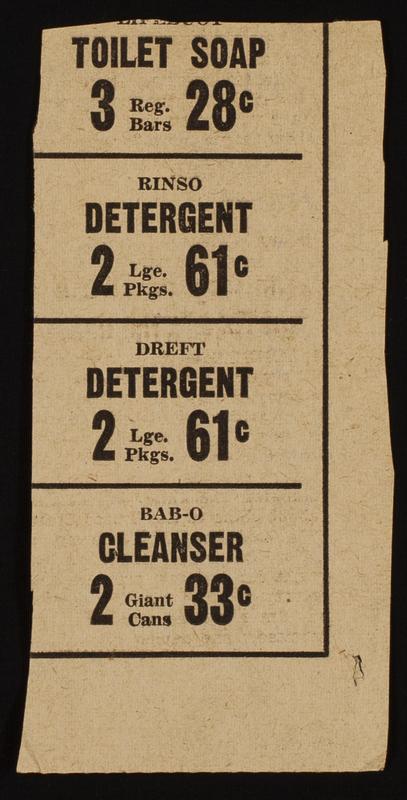 TOILET SOAP
3 Reg. Bars 28c
RINSO
DETERGENT
2 Lge. Pkgs. 61c
DREFT
DETERGENT
2 Lge. Pkgs. 61c
BAB-O
CLEANSER
2 Giant Cans 33c